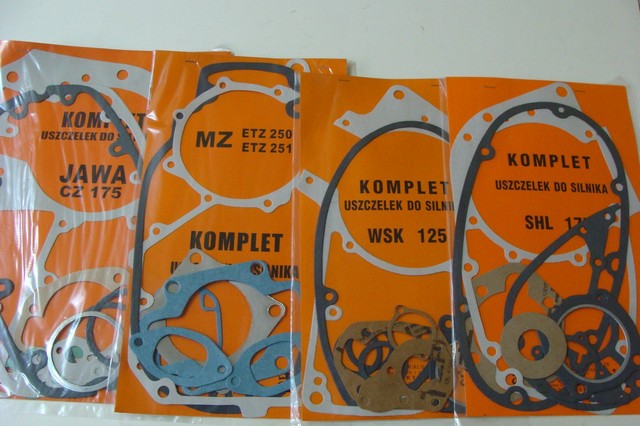 KOMPLET
USZCZELEK DO
JAWA
CZ 175
MZ ETZ 250
ETZ 251
KOMPLET
SILNIKA
KOMPLET
USZCZELEK DO SILNIKA
WSK 125
KOMPLET
USZCZELEK DO SILNIKA
SHL